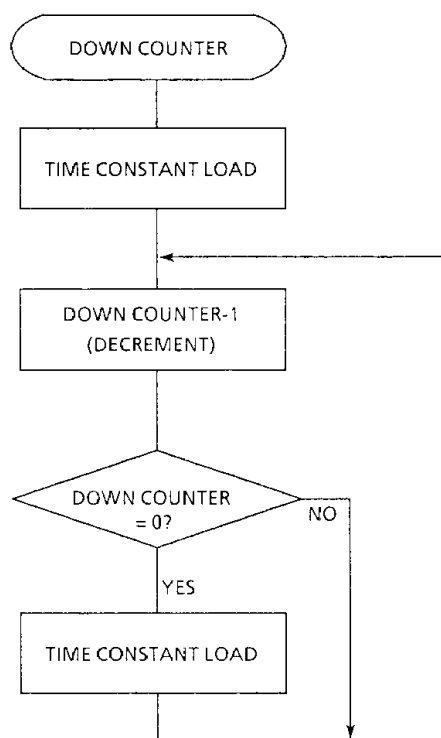 DOWN COUNTER
TIME CONSTANT LOAD
DOWN COUNTER-1
(DECREMENT)
DOWN COUNTER
= 0?
NO
YES
TIME CONSTANT LOAD